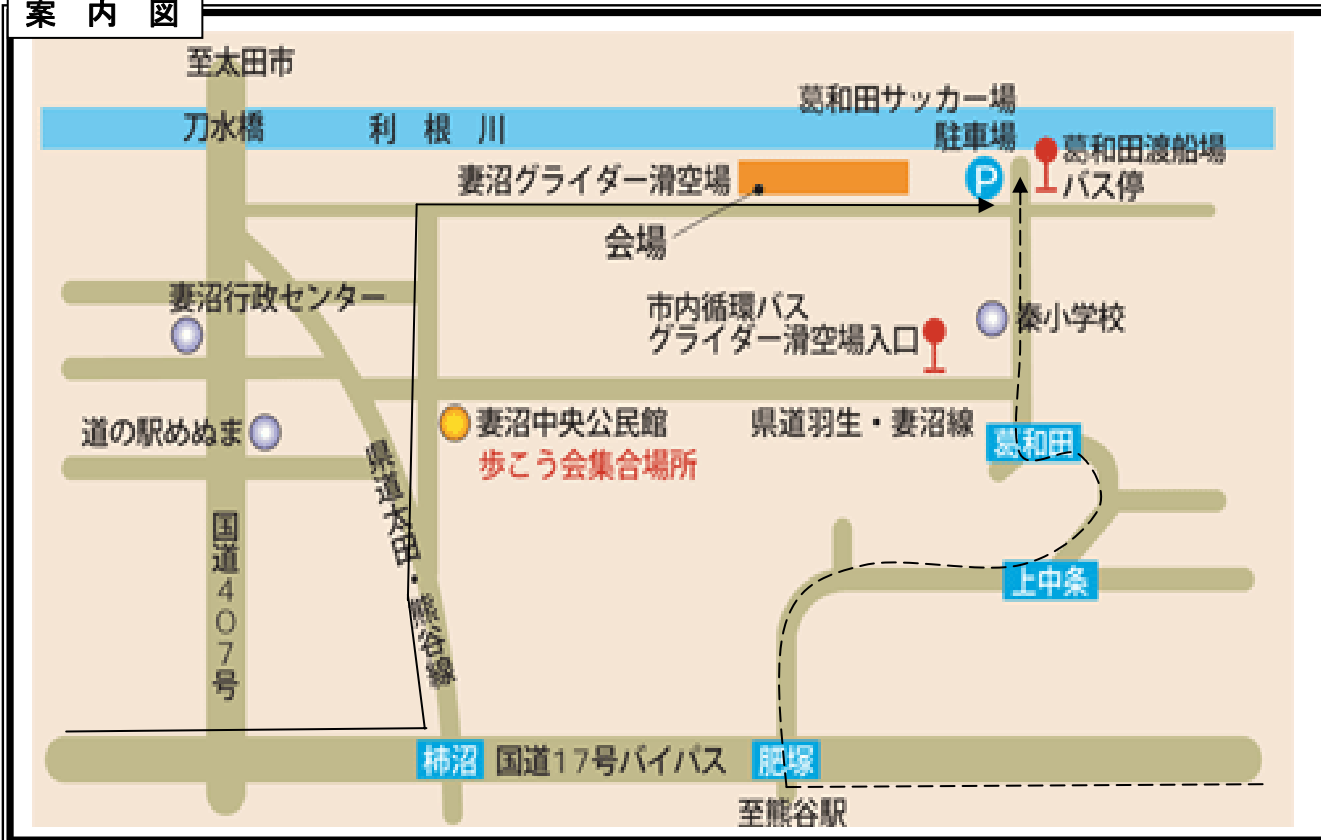 案 内 図
至太田市
葛和田サッカー場
駐車場
刀水橋
利 根 川
葛和田渡船場
バス停
妻沼グライダー滑空場
P
会場
妻沼行政センター
市内循環バス
グライダー滑空場入口
秦小学校
道の駅めぬま
妻沼中央公民館
歩こう会集合場所
県道羽生・妻沼線
葛和田
県道太田・熊谷線
国道407号
上中条
柿沼
国道17号バイパス
肥塚
至熊谷駅